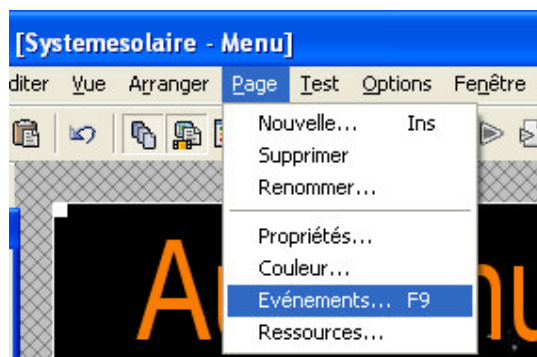 [Systemesolaire - Menu]
diter Vue Arranger Page Test Options Fenêtre
Nouvelle... Ins
Supprimer
Renommer...
Propriétés...
Couleur...
Evénements... F9
Ressources...